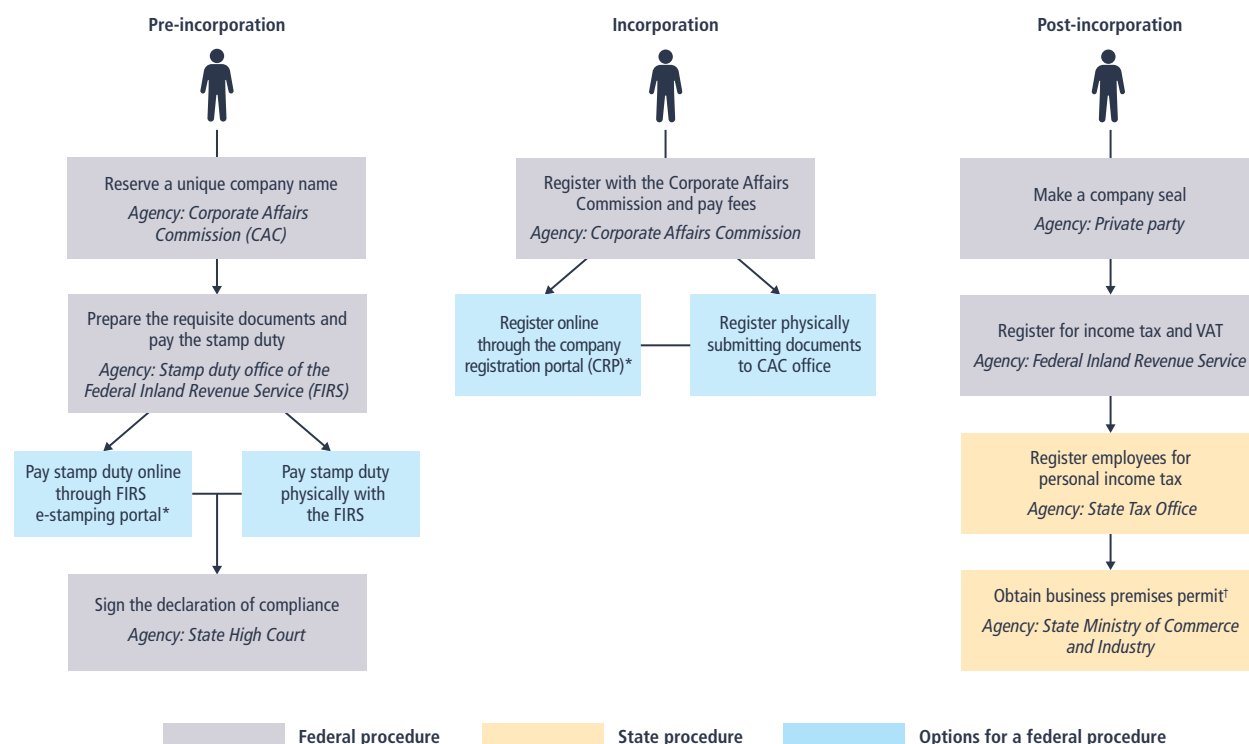 Pre-incorporation
Reserve a unique company name
Agency: Corporate Affairs
Commission (CAC)
Prepare the requisite documents and
pay the stamp duty
Agency: Stamp duty office of the
Federal Inland Revenue Service (FIRS)
Pay stamp duty online
through FIRS
e-stamping portal*
Pay stamp duty
physically with
the FIRS
Sign the declaration of compliance
Agency: State High Court
Incorporation
Register with the Corporate Affairs
Commission and pay fees
Agency: Corporate Affairs Commission
Register online
through the company
registration portal (CRP)*
Register physically
submitting documents
to CAC office
Post-incorporation
Make a company seal
Agency: Private party
Register for income tax and VAT
Agency: Federal Inland Revenue Service
Register employees for
personal income tax
Agency: State Tax Office
Obtain business premises permit†
Agency: State Ministry of Commerce
and Industry
Federal procedure
State procedure
Options for a federal procedure